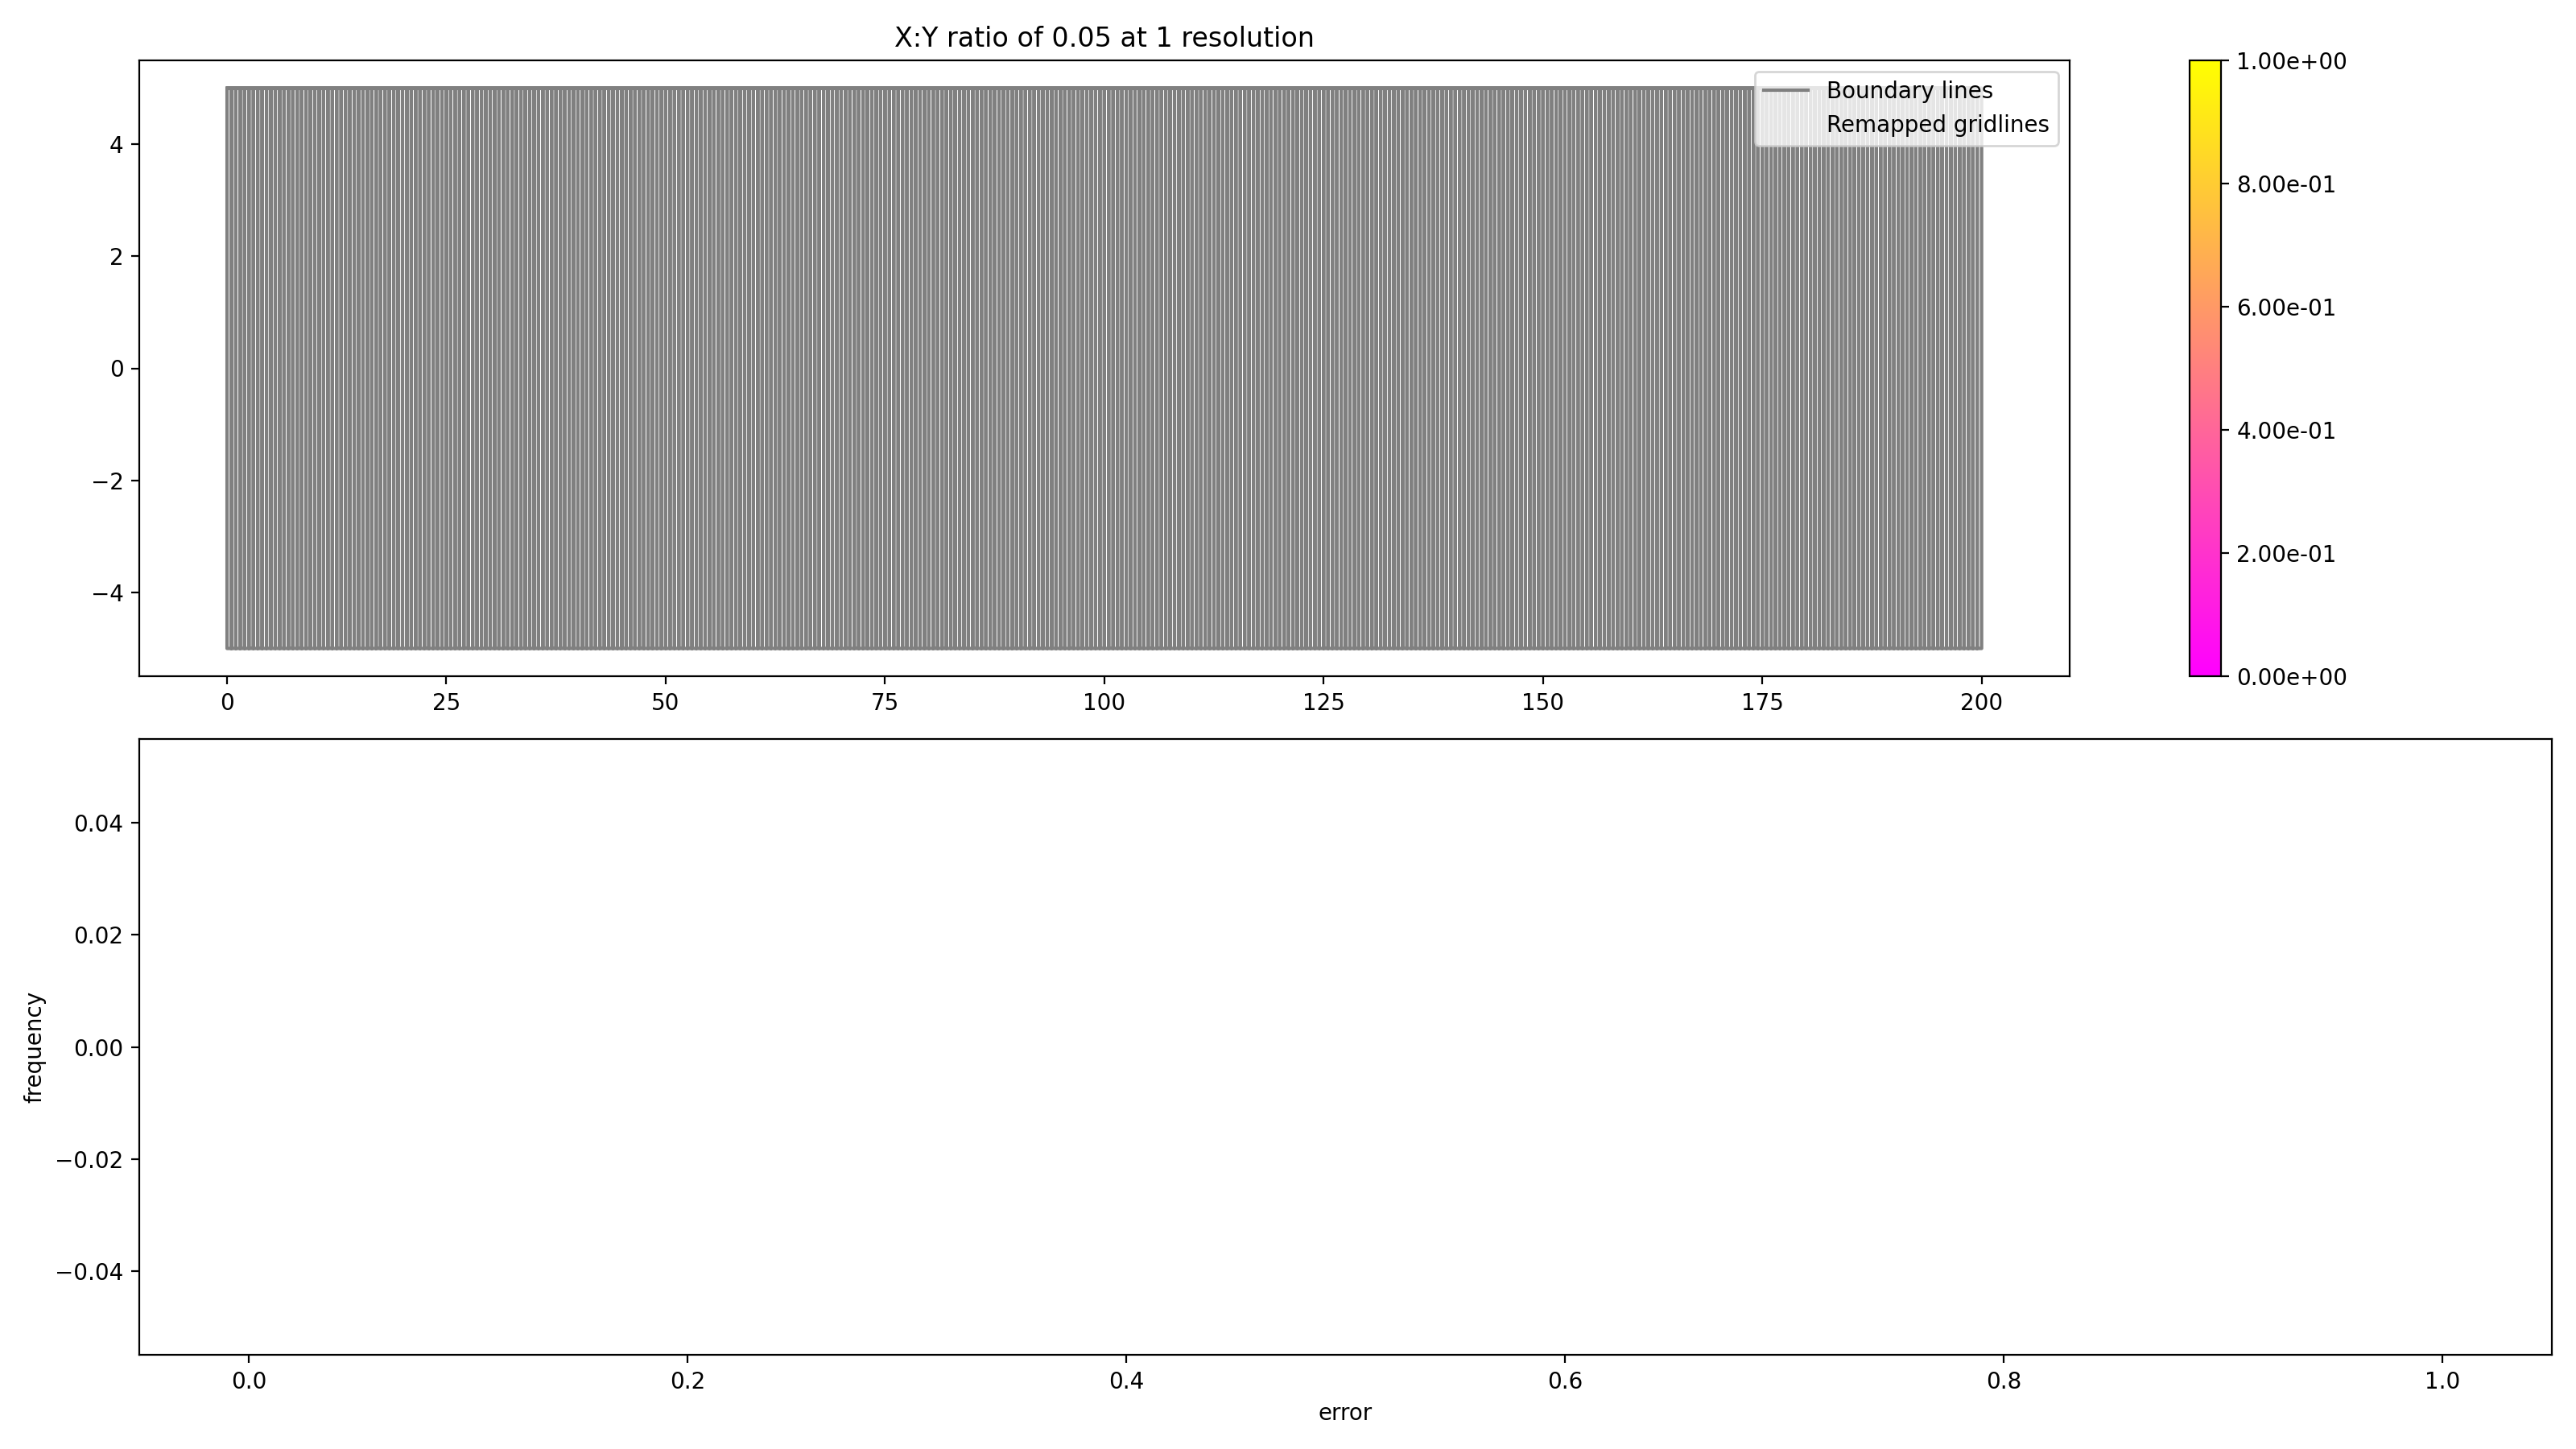 X:Y ratio of 0.05 at 1 resolution
Boundary lines
Remapped gridlines
4
2
0
−2
−4
0 25 50 75 100 125 150 175 200
1.00e+00
8.00e-01
6.00e-01
4.00e-01
2.00e-01
0.00e+00
frequency
0.04
0.02
0.00
−0.02
−0.04
0.0 0.2 0.4 0.6 0.8 1.0
error